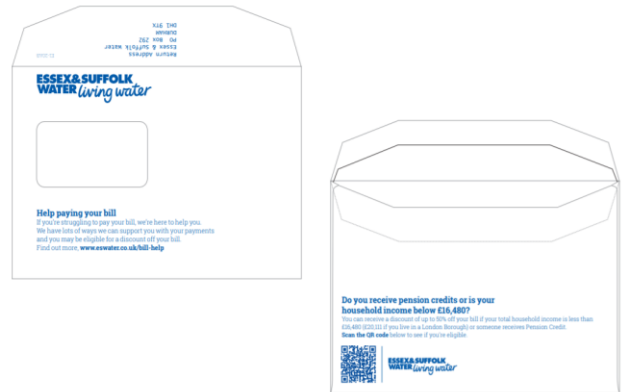 Return Address
Essex & Suffolk Water
PO Box 292
DURHAM
DH1 9TX
ESSEX&SUFFOLK
WATER living water
Help paying your bill
If you're struggling to pay your bill, we're here to help you.
We have lots of ways we can support you with your payments
and you may be eligible for a discount off your bill.
Find out more, www.eswater.co.uk/bill-help
Do you receive pension credits or is your
household income below £16,480?
You can receive a discount of up to 50% off your bill if your total household income is less than
£16,480 (£20,111 if you live in a London Borough) or someone receives Pension Credit.
Scan the QR code below to see if you're eligible.
ESSEX&SUFFOLK
WATER living water